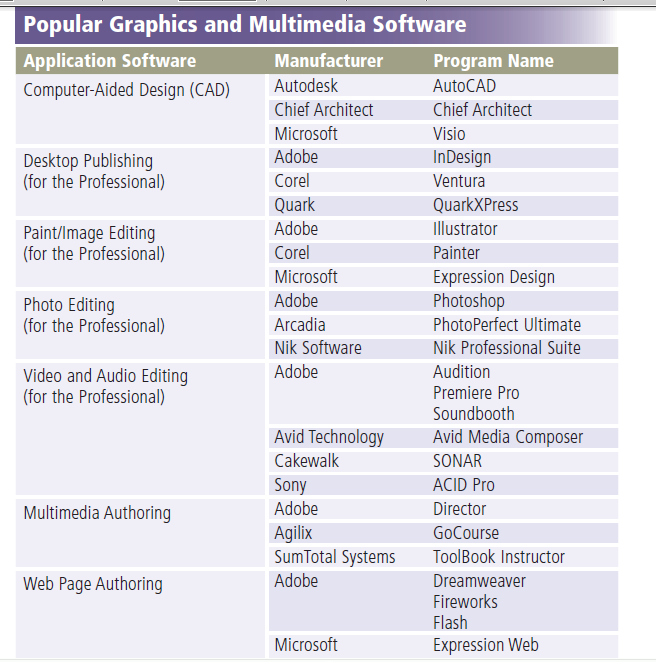 Popular Graphics and Multimedia Software
Application Software Manufacturer Program Name
Computer-Aided Design (CAD) Autodesk AutoCAD
Chief Architect Chief Architect
Microsoft Visio
Desktop Publishing Adobe InDesign
(for the Professional) Corel Ventura
Quark QuarkXPress
Paint/Image Editing Adobe Illustrator
(for the Professional) Corel Painter
Microsoft Expression Design
Photo Editing Adobe Photoshop
(for the Professional) Arcadia PhotoPerfect Ultimate
Nik Software Nik Professional Suite
Video and Audio Editing Adobe Audition
(for the Professional) Premiere Pro
Soundbooth
Avid Technology Avid Media Composer
Cakewalk SONAR
Sony ACID Pro
Multimedia Authoring Adobe Director
Agilix GoCourse
SumTotal Systems ToolBook Instructor
Web Page Authoring Adobe Dreamweaver
Fireworks
Flash
Microsoft Expression Web